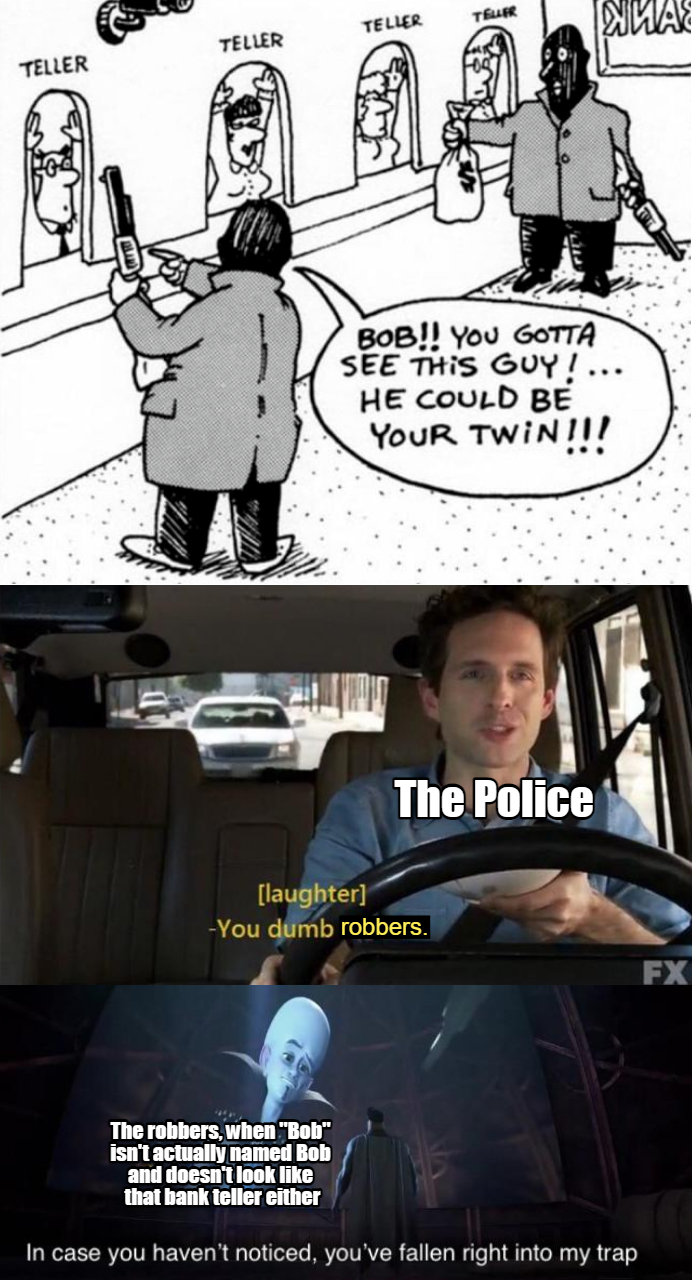 TELLER
TELLER
TELLER
TELLER
BANK
BOB!! YOU GOTTA
SEE THiS GUY! ...
HE COULD BE
YOUR TWiN!!!
The Police
[laughter]
-You dumb robbers.
FX
The robbers, when "Bob"
isn't actually named Bob
and doesn't look like
that bank teller either
In case you haven't noticed, you've fallen right into my trap